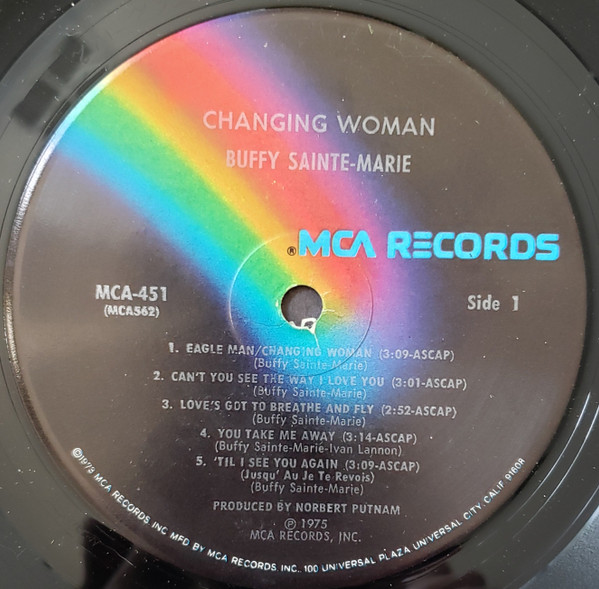 CHANGING WOMAN
BUFFY SAINTE-MARIE
®MCA RECORDS
MCA-451
(MCA562)
Side 1
1. EAGLE MAN/CHANGING WOMAN (3:09-ASCAP)
(Buffy Sainte-Marie)
2. CAN'T YOU SEE THE WAY I LOVE YOU (3:01-ASCAP)
(Buffy Sainte-Marie)
3. LOVE'S GOT TO BREATHE AND FLY (2:52-ASCAP)
(Buffy Sainte-Marie)
4. YOU TAKE ME AWAY (3:14-ASCAP)
(Buffy Sainte-Marie-Ivan Lannon)
5. 'TIL I SEE YOU AGAIN (3:09-ASCAP)
(Jusqu' Au Je Te Revois)
(Buffy Sainte-Marie)
PRODUCED BY NORBERT PUTNAM
℗ 1975
MCA RECORDS, INC.
©1973 MCA RECORDS, INC. MFD BY MCA RECORDS INC., 100 UNIVERSAL PLAZA UNIVERSAL CITY, CALIF. 91608